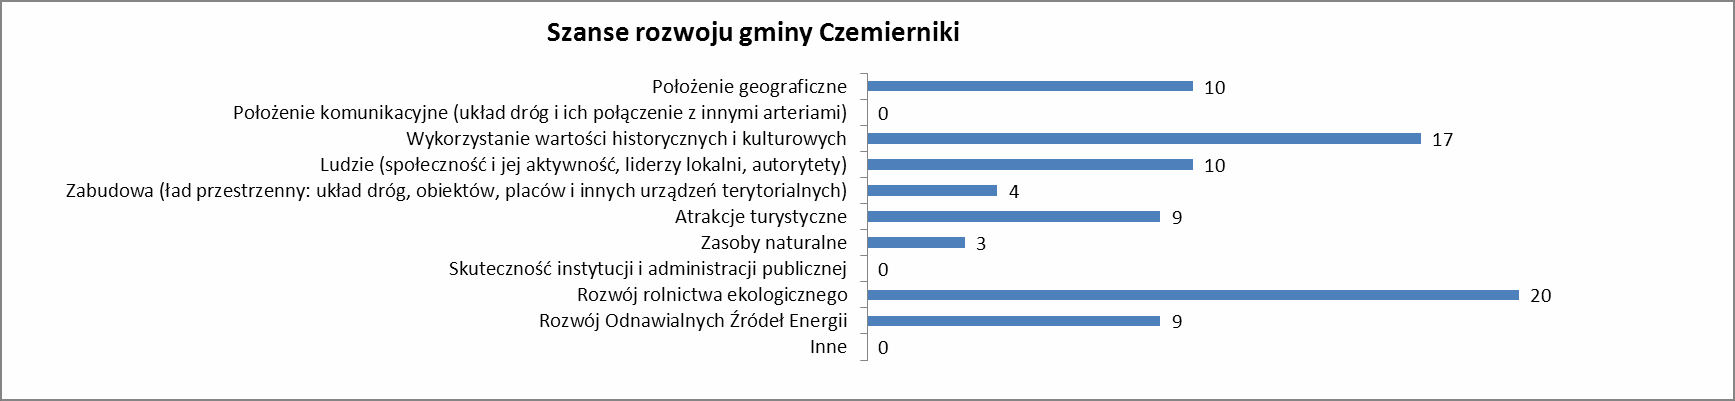 Szanse rozwoju gminy Czemierniki
Położenie geograficzne 10
Położenie komunikacyjne (układ dróg i ich połączenie z innymi arteriami) 0
Wykorzystanie wartości historycznych i kulturowych 17
Ludzie (społeczność i jej aktywność, liderzy lokalni, autorytety) 10
Zabudowa (ład przestrzenny: układ dróg, obiektów, placów i innych urządzeń terytorialnych) 4
Atrakcje turystyczne 9
Zasoby naturalne 3
Skuteczność instytucji i administracji publicznej 0
Rozwój rolnictwa ekologicznego 20
Rozwój Odnawialnych Źródeł Energii 9
Inne 0